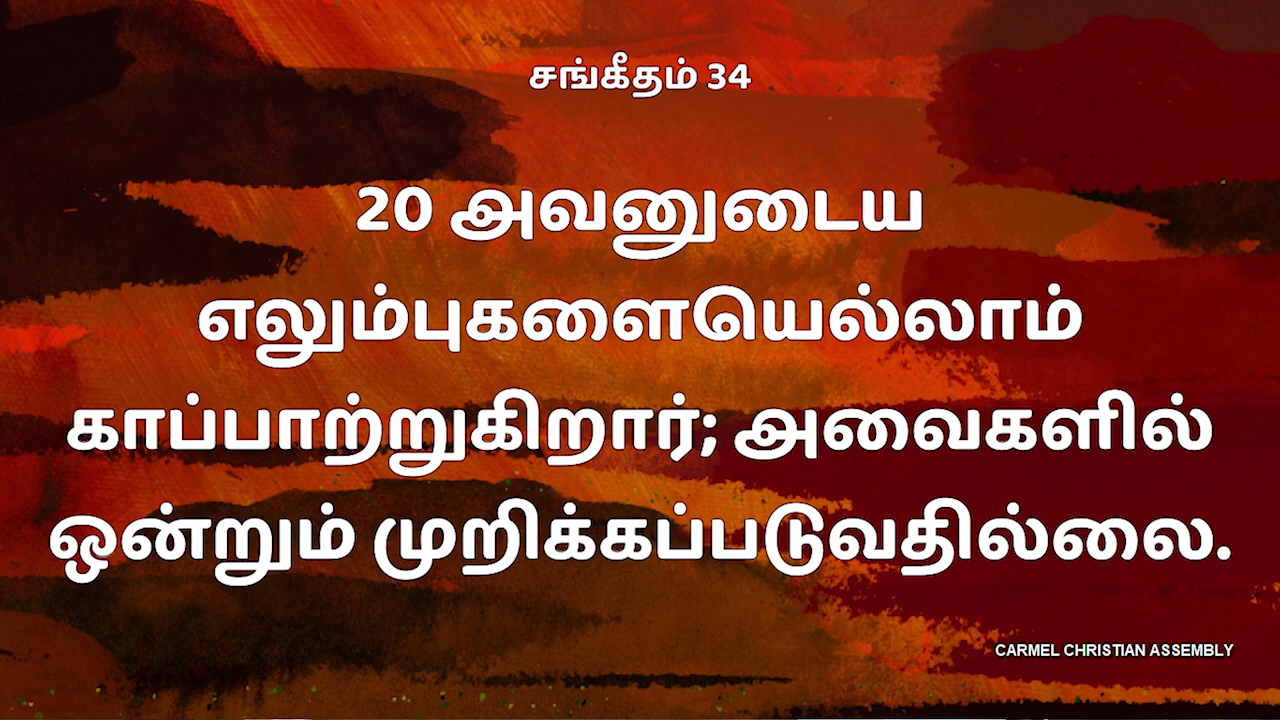 சங்கீதம் 34
20 அவனுடைய
எலும்புகளையெல்லாம்
காப்பாற்றுகிறார்; அவைகளில்
ஒன்றும் முறிக்கப்படுவதில்லை.
CARMEL CHRISTIAN ASSEMBLY